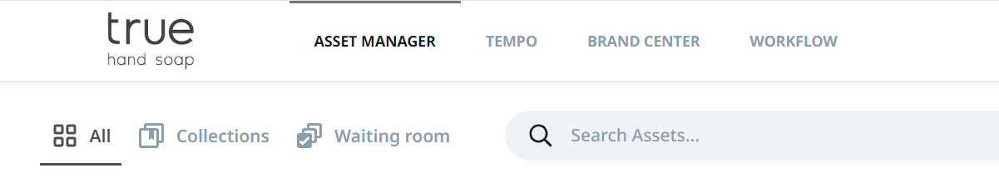 true
hand soap
ASSET MANAGER TEMPO BRAND CENTER WORKFLOW
All Collections Waiting room Search Assets...